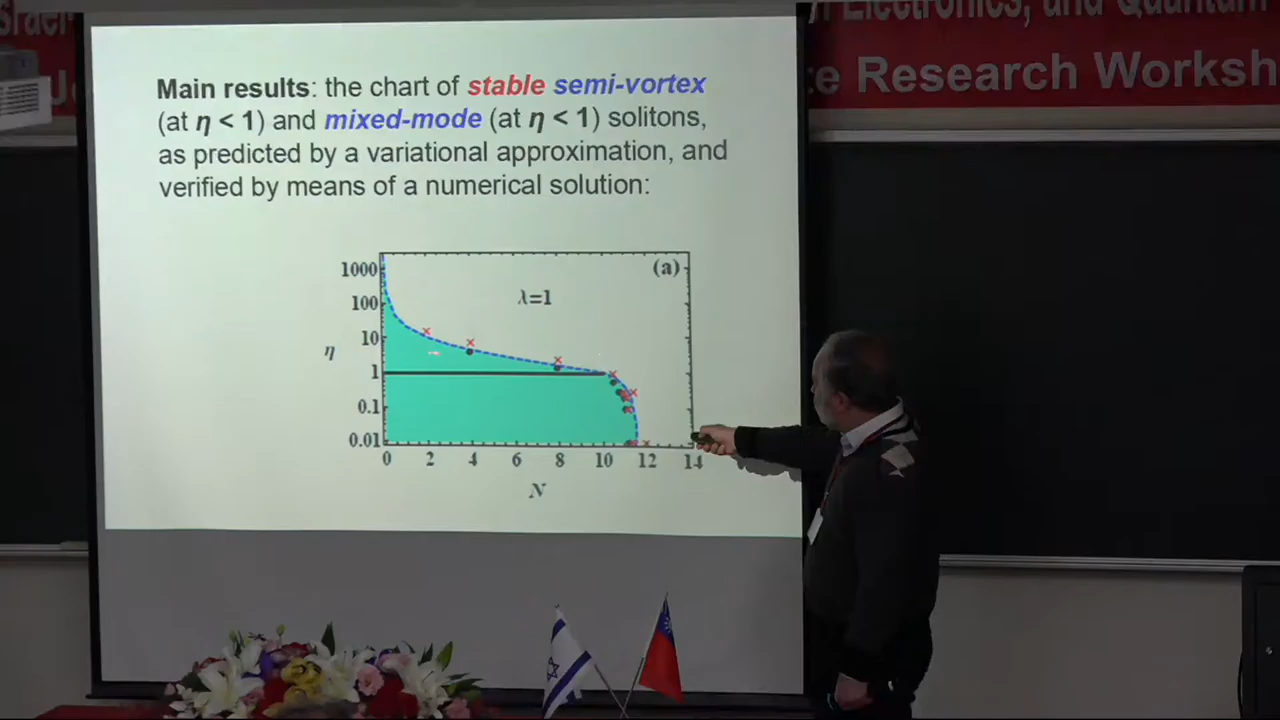 Electronics, and Quantum
Research Worksh
Main results: the chart of stable semi-vortex
(at η < 1) and mixed-mode (at η < 1) solitons,
as predicted by a variational approximation, and
verified by means of a numerical solution:
(a)
λ=1
1000
100
10
1
0.1
0.01
η
0 2 4 6 8 10 12 14
N